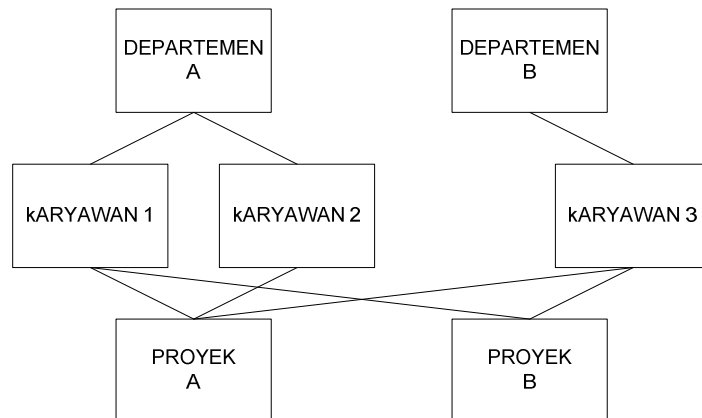 DEPARTEMEN
A
DEPARTEMEN
B
kARYAWAN 1
kARYAWAN 2
kARYAWAN 3
PROYEK
A
PROYEK
B